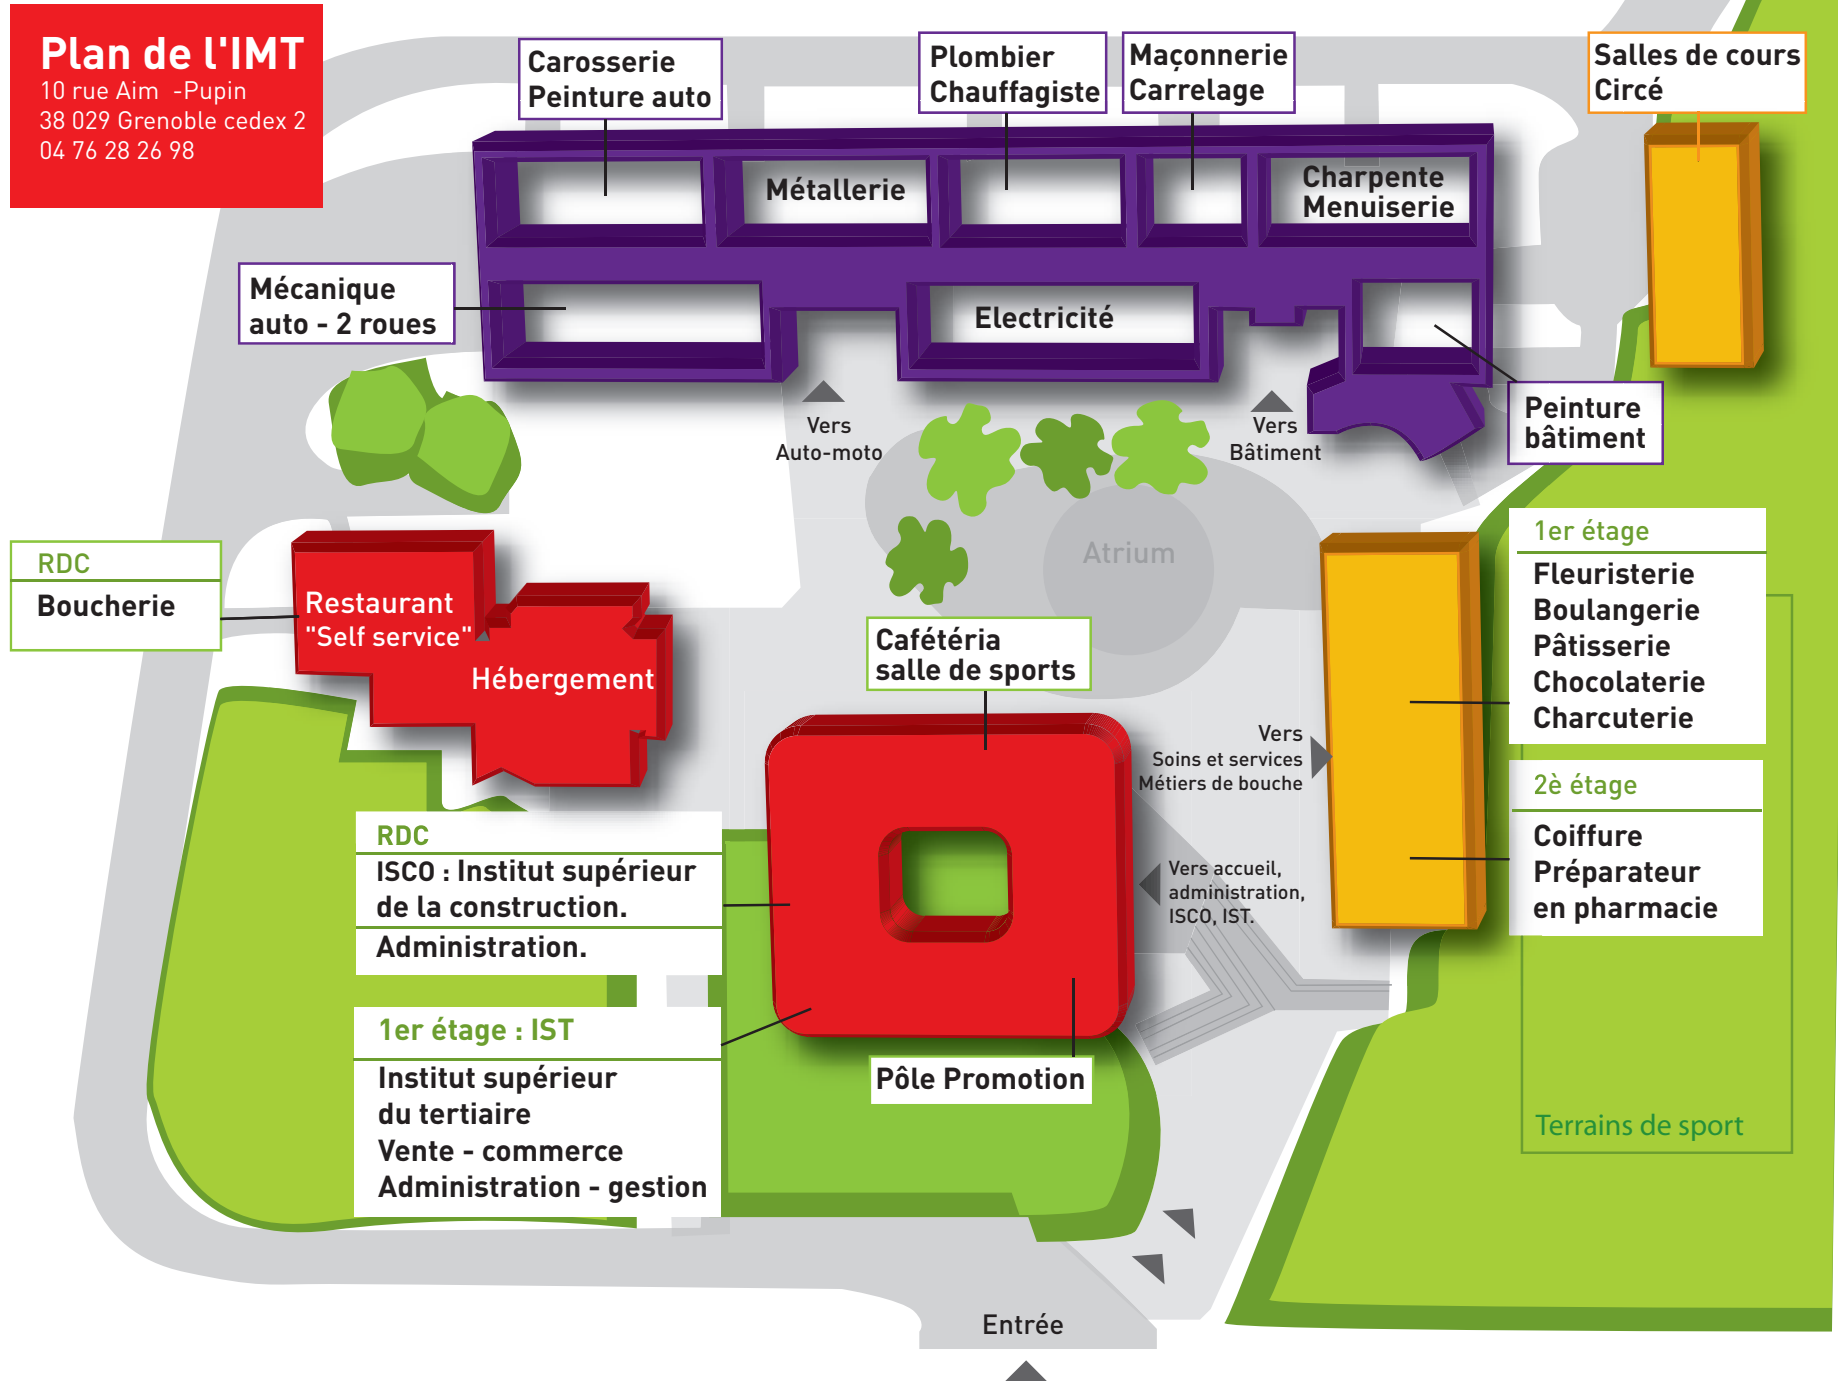 Plan de l'IMT
10 rue Aim -Pupin
38 029 Grenoble cedex 2
04 76 28 26 98
Carosserie
Peinture auto
Plombier
Chauffagiste
Maçonnerie
Carrelage
Salles de cours
Circé
Métallerie
Charpente
Menuiserie
Mécanique
auto - 2 roues
Electricité
Peinture
bâtiment
Vers
Auto-moto
Vers
Bâtiment
Atrium
RDC
Boucherie
Restaurant
"Self service"
Hébergement
Cafétéria
salle de sports
1er étage
Fleuristerie
Boulangerie
Pâtisserie
Chocolaterie
Charcuterie
Vers
Soins et services
Métiers de bouche
2è étage
Coiffure
Préparateur
en pharmacie
RDC
ISCO : Institut supérieur
de la construction.
Administration.
Vers accueil,
administration,
ISCO, IST.
1er étage : IST
Institut supérieur
du tertiaire
Vente - commerce
Administration - gestion
Pôle Promotion
Terrains de sport
Entrée